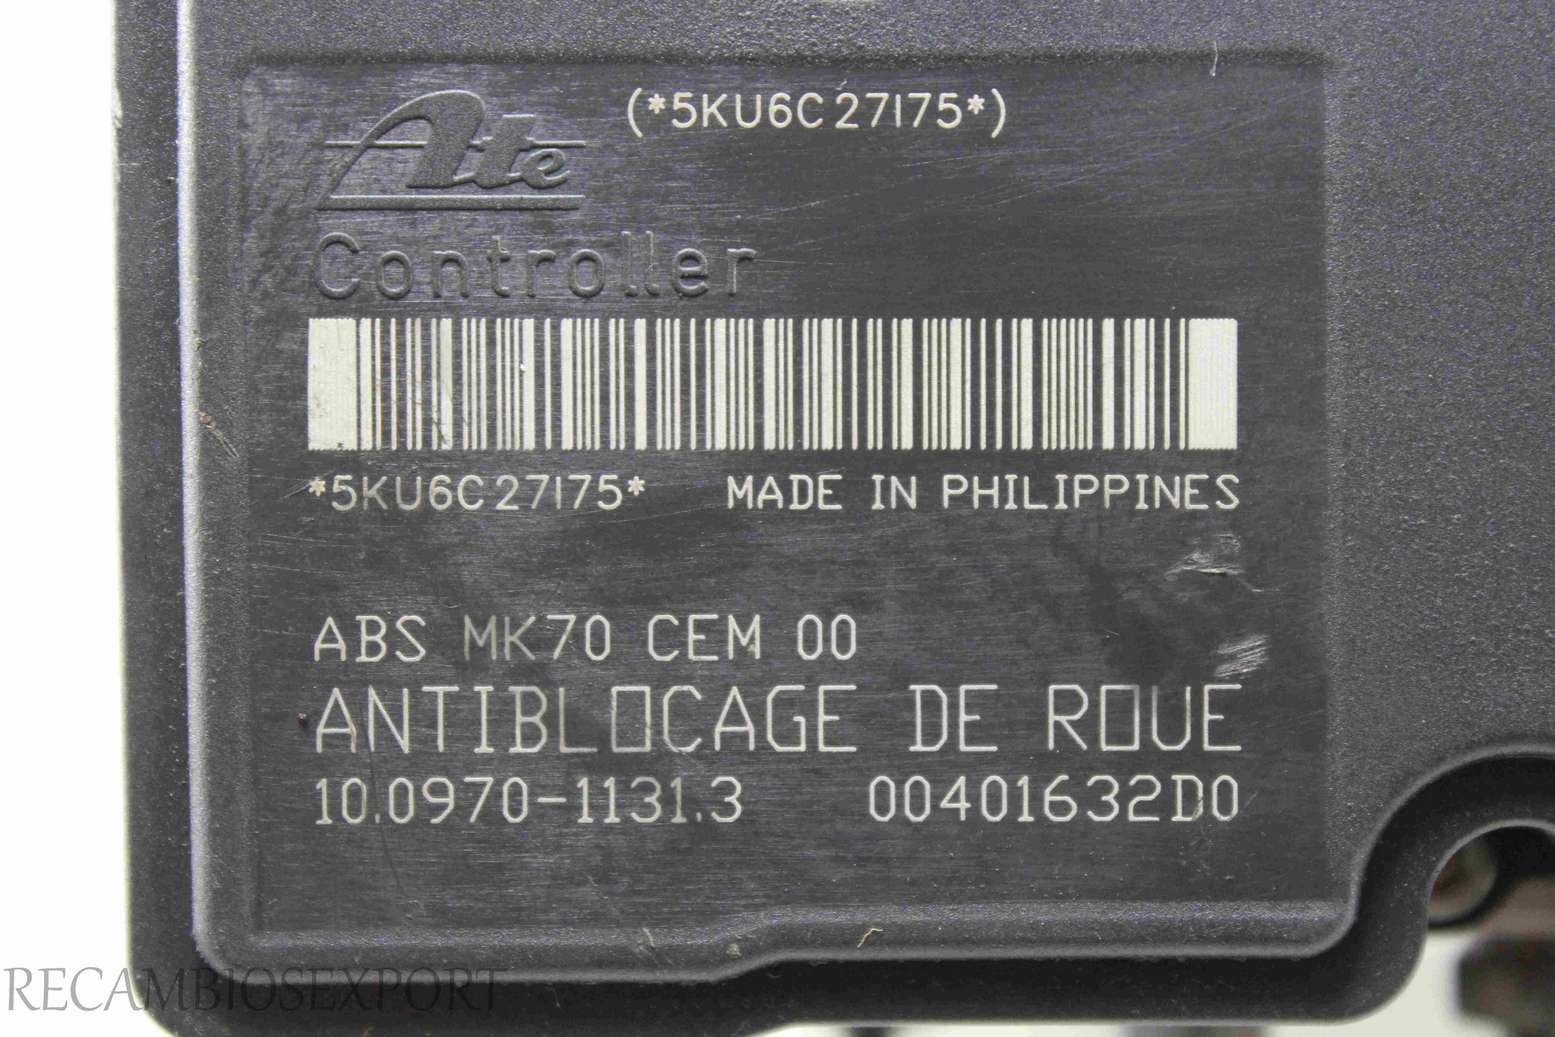 (*5KU6C27175*)
Ate
Controller
*5KU6C27175* MADE IN PHILIPPINES
ABS MK70 CEM 00
ANTIBLOCAGE DE ROUE
10.0970-1131.3 00401632D0
RECAMBIOSEXPORT